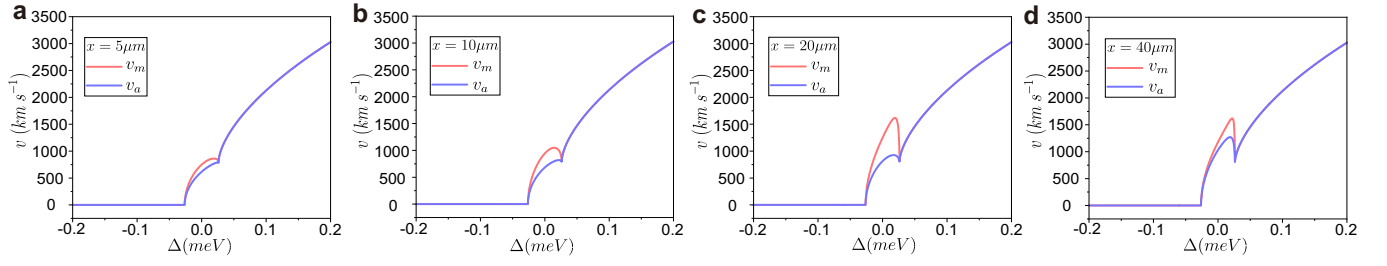 a
3500
3000
2500
2000
1500
1000
500
0
v (km s⁻¹)
x = 5μm
v_m
v_a
-0.2
-0.1
0.0
0.1
0.2
Δ(meV)
b
3500
3000
2500
2000
1500
1000
500
0
v (km s⁻¹)
x = 10μm
v_m
v_a
-0.2
-0.1
0.0
0.1
0.2
Δ(meV)
c
3500
3000
2500
2000
1500
1000
500
0
v (km s⁻¹)
x = 20μm
v_m
v_a
-0.2
-0.1
0.0
0.1
0.2
Δ(meV)
d
3500
3000
2500
2000
1500
1000
500
0
v (km s⁻¹)
x = 40μm
v_m
v_a
-0.2
-0.1
0.0
0.1
0.2
Δ(meV)